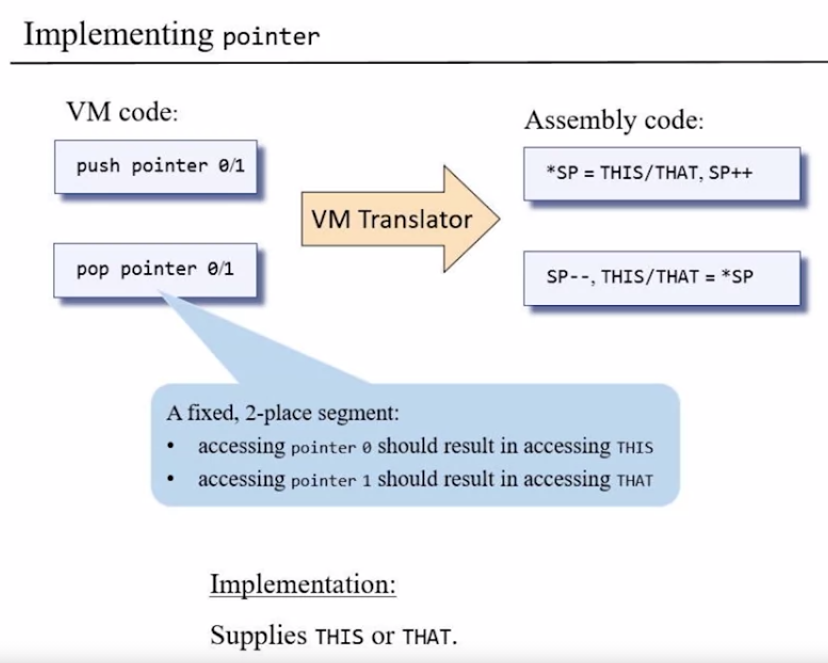 Implementing pointer
VM code:
Assembly code:
push pointer 0/1
*SP = THIS/THAT, SP++
VM Translator
pop pointer 0/1
SP--, THIS/THAT = *SP
A fixed, 2-place segment:
• accessing pointer 0 should result in accessing THIS
• accessing pointer 1 should result in accessing THAT
Implementation:
Supplies THIS or THAT.